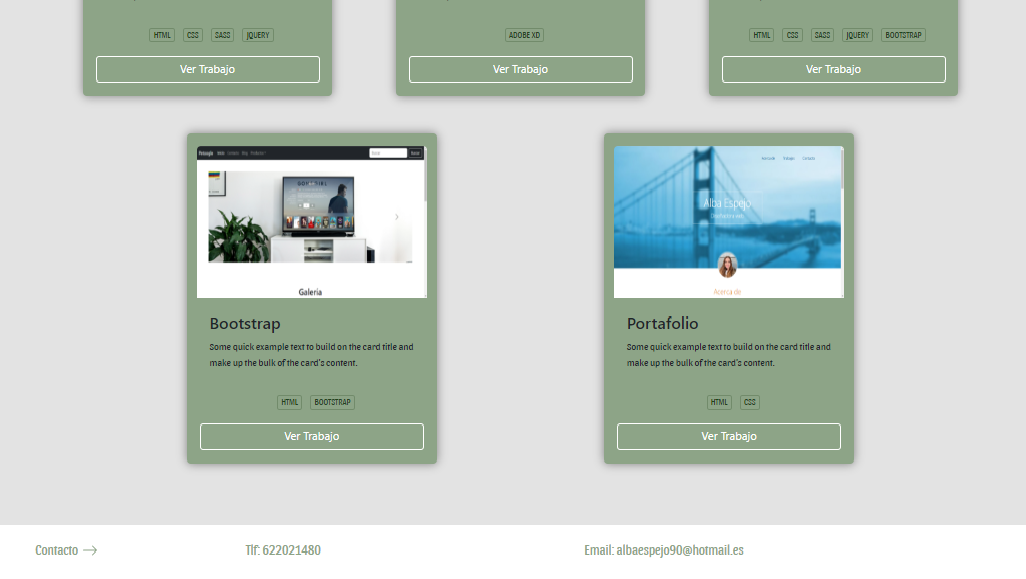 HTML CSS SASS JQUERY
ADOBE XD
HTML CSS SASS JQUERY BOOTSTRAP
Ver Trabajo
Ver Trabajo
Ver Trabajo
Galeria
Bootstrap
Some quick example text to build on the card title and
make up the bulk of the card's content.
HTML BOOTSTRAP
Ver Trabajo
Alba Espejo
Acerca de
Portafolio
Some quick example text to build on the card title and
make up the bulk of the card's content.
HTML CSS
Ver Trabajo
Contacto →
Tlf: 622021480
Email: albaespejo90@hotmail.es